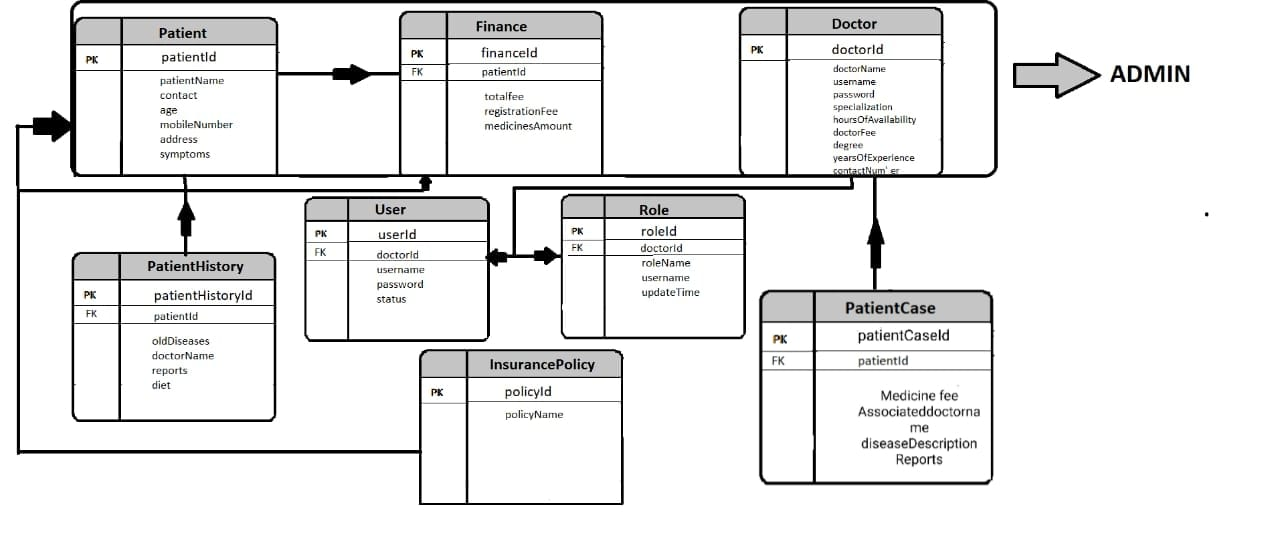 Patient
PK patientId
patientName
contact
age
mobileNumber
address
symptoms
Finance
PK financeId
FK patientId
totalfee
registrationFee
medicinesAmount
Doctor
PK doctorId
doctorName
username
password
specialization
hoursOfAvailability
doctorFee
degree
yearsOfExperience
ADMIN
PatientHistory
PK patientHistoryId
FK patientId
oldDiseases
doctorName
reports
diet
User
PK userId
FK doctorId
username
password
status
Role
PK roleId
FK doctorId
roleName
username
updateTime
InsurancePolicy
PK policyId
policyName
PatientCase
PK patientCaseId
FK patientId
Medicine fee
Associateddoctorna
me
diseaseDescription
Reports